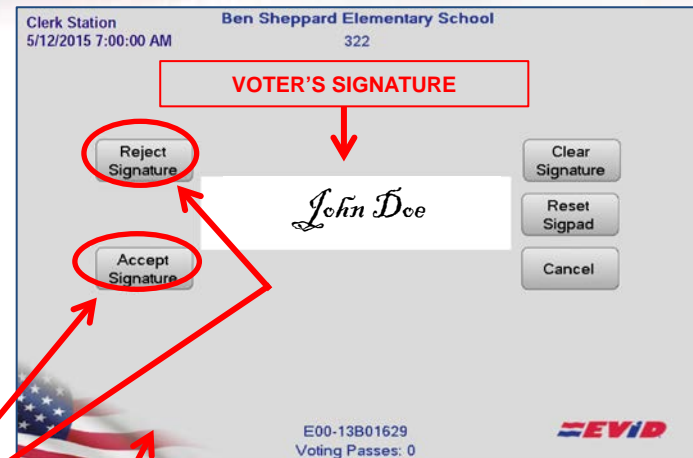 Clerk Station
5/12/2015 7:00:00 AM
Ben Sheppard Elementary School
322
VOTER'S SIGNATURE
Reject
Signature
John Doe
Clear
Signature
Reset
Sigpad
Accept
Signature
Cancel
E00-13B01629
Voting Passes: 0
EViD